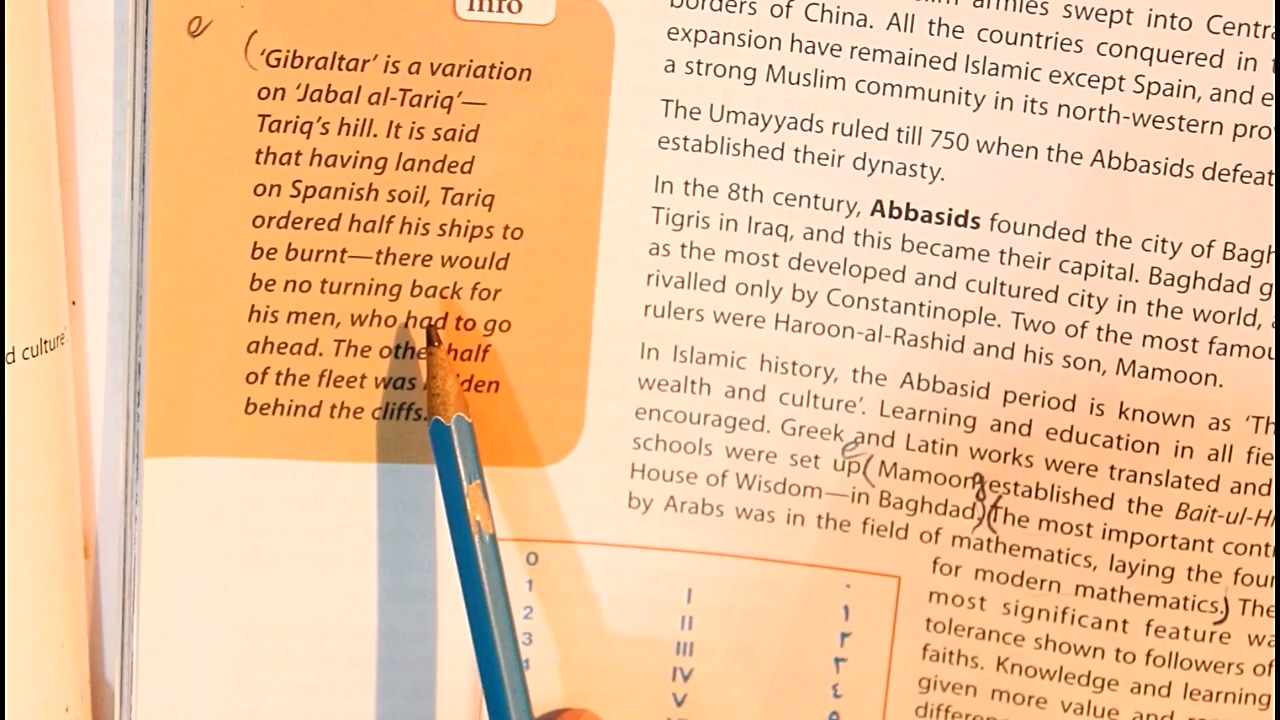 d culture'
Info
e
'Gibraltar' is a variation
on 'Jabal al-Tariq'—
Tariq's hill. It is said
that having landed
on Spanish soil, Tariq
ordered half his ships to
be burnt—there would
be no turning back for
his men, who had to go
ahead. The other half
of the fleet was
behind the cliffs.
armies swept into
borders of China. All the countries conquered in
expansion have remained Islamic except Spain, and
a strong Muslim community in its north-western
The Umayyads ruled till 750 when the Abbasids
established their dynasty.
In the 8th century, Abbasids founded the city of
Tigris in Iraq, and this became their capital. Baghdad
as the most developed and cultured city in the world,
rivalled only by Constantinople. Two of the most
rulers were Haroon-al-Rashid and his son, Mamoon.
In Islamic history, the Abbasid period is known as
wealth and culture'. Learning and education in all
encouraged. Greek and Latin works were translated and
e
schools were set up (Mamoon established the
House of Wisdom—in Baghdad.) (The most important
by Arabs was in the field of mathematics, laying the
for modern mathematics.) The
most significant feature
tolerance shown to followers of
faiths. Knowledge and learning
given more value and
0
1 I ١
2 II ٢
3 III ٣
4 IV ٤
V ٥